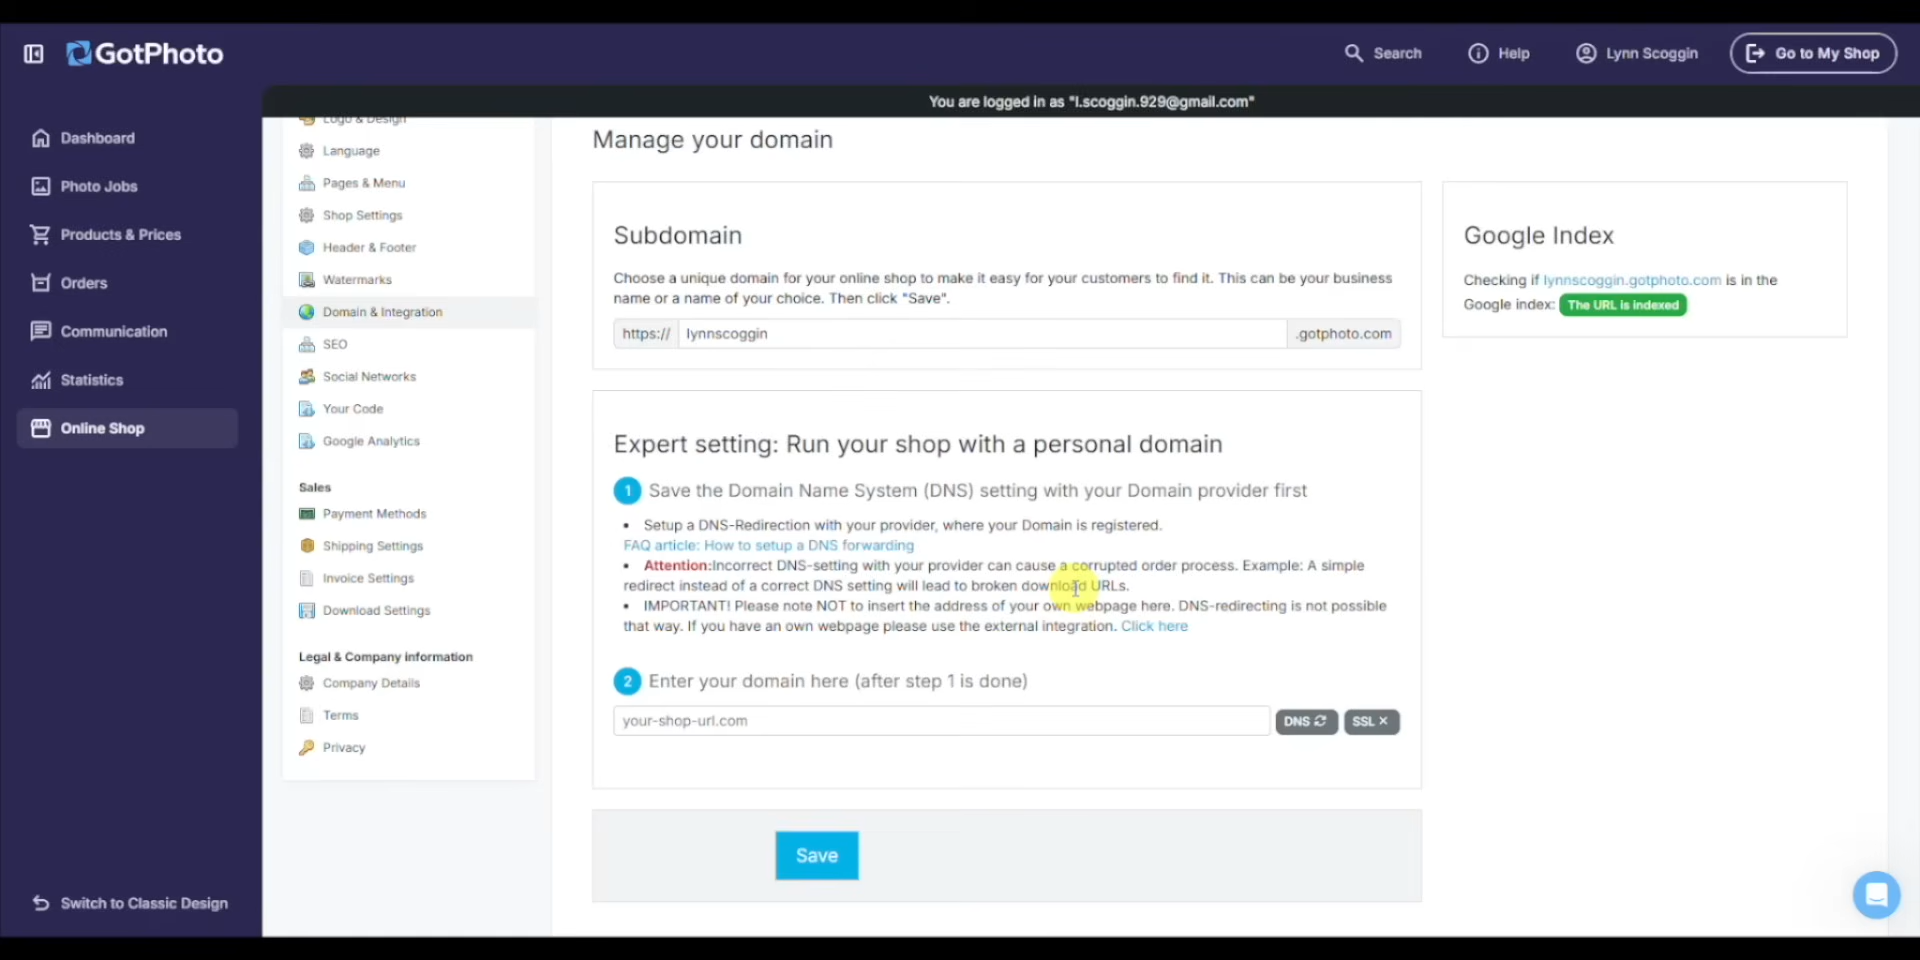 GotPhoto
Search
Help
Lynn Scoggin
Go to My Shop
You are logged in as "l.scoggin.929@gmail.com"
Dashboard
Photo Jobs
Products & Prices
Orders
Communication
Statistics
Online Shop
Switch to Classic Design
Logo & Design
Language
Pages & Menu
Shop Settings
Header & Footer
Watermarks
Domain & Integration
SEO
Social Networks
Your Code
Google Analytics
Sales
Payment Methods
Shipping Settings
Invoice Settings
Download Settings
Legal & Company information
Company Details
Terms
Privacy
Manage your domain
Subdomain
Choose a unique domain for your online shop to make it easy for your customers to find it. This can be your business
name or a name of your choice. Then click "Save".
https:// lynnscoggin .gotphoto.com
Expert setting: Run your shop with a personal domain
1 Save the Domain Name System (DNS) setting with your Domain provider first
• Setup a DNS-Redirection with your provider, where your Domain is registered.
FAQ article: How to setup a DNS forwarding
• Attention:Incorrect DNS-setting with your provider can cause a corrupted order process. Example: A simple
redirect instead of a correct DNS setting will lead to broken download URLs.
• IMPORTANT! Please note NOT to insert the address of your own webpage here. DNS-redirecting is not possible
that way. If you have an own webpage please use the external integration. Click here
2 Enter your domain here (after step 1 is done)
your-shop-url.com DNS SSL ×
Save
Google Index
Checking if lynnscoggin.gotphoto.com is in the
Google index: The URL is indexed